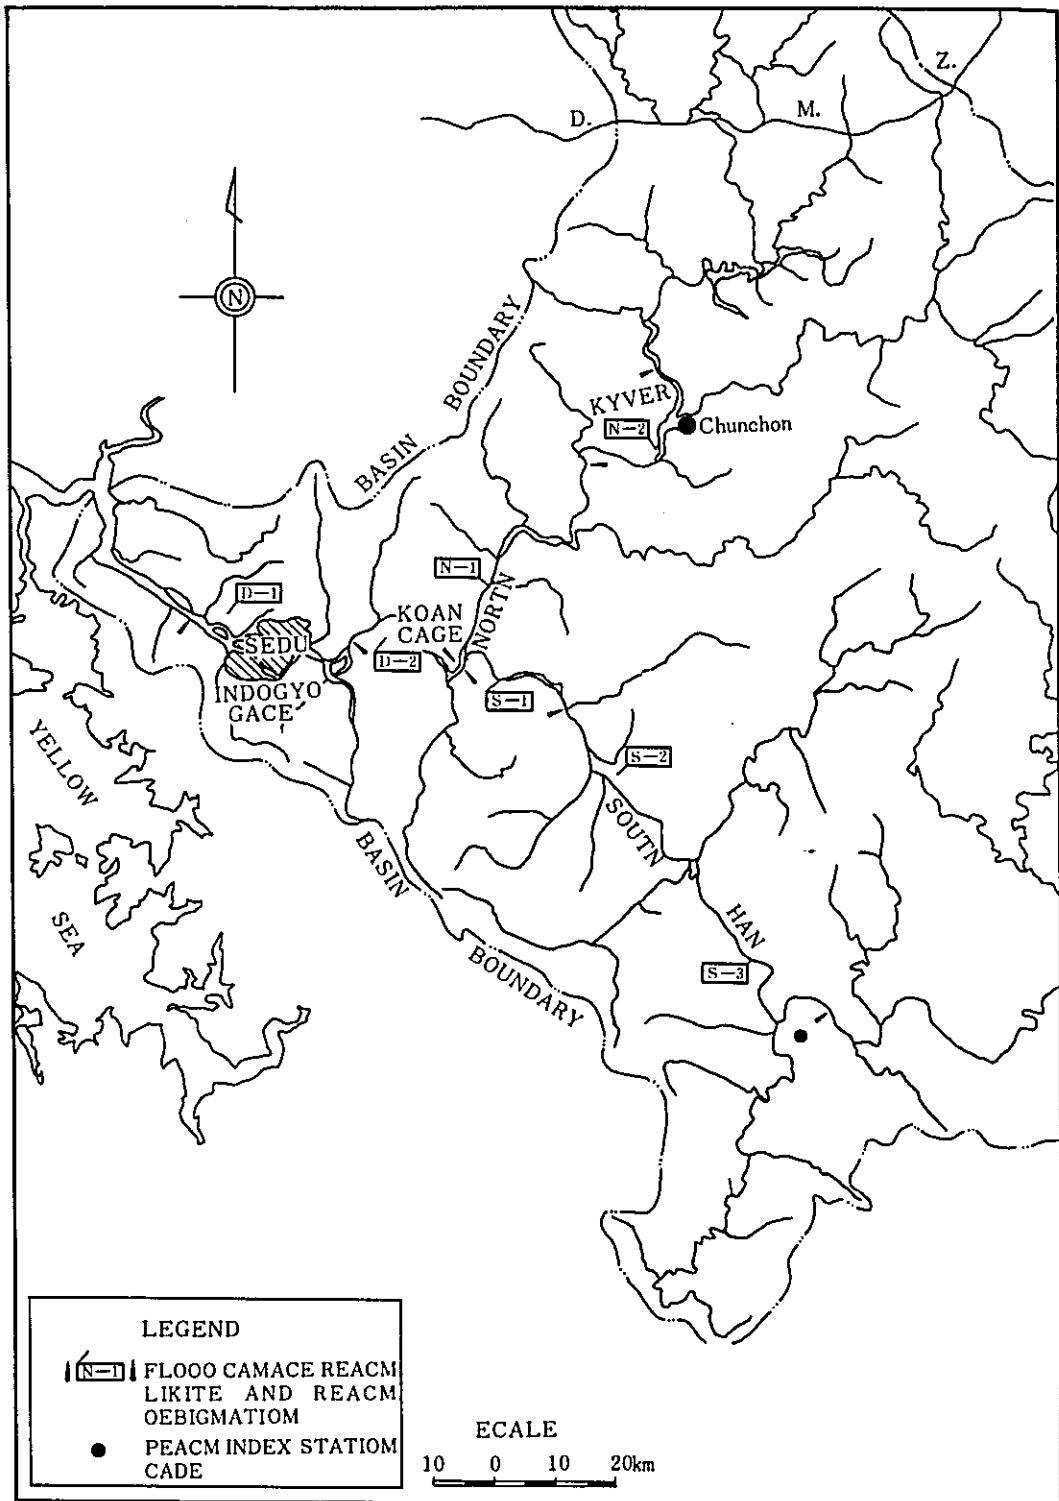 Z.
D. M.
N
BASIN BOUNDARY
KYVER
N-2
Chunchon
N-1
NORTN
D-1
KOAN
CAGE
SSEDU
D-2
INDOGYO
GACE
S-1
S-2
YELLOW
SEA
SOUTN
HAN
BASIN
BOUNDARY
S-3
LEGEND
N-1 FLOOO CAMACE REACM
LIKITE AND REACM
OEBIGMATIOM
PEACM INDEX STATIOM
CADE
ECALE
10 0 10 20km